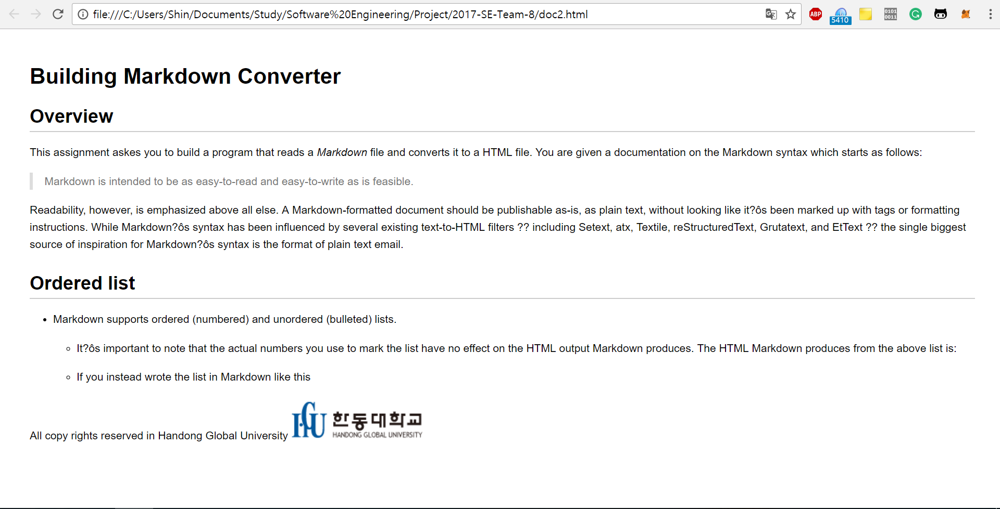 file:///C:/Users/Shin/Documents/Study/Software%20Engineering/Project/2017-SE-Team-8/doc2.html
ABP
5410
0101
0011
Building Markdown Converter
Overview
This assignment askes you to build a program that reads a Markdown file and converts it to a HTML file. You are given a documentation on the Markdown syntax which starts as follows:
Markdown is intended to be as easy-to-read and easy-to-write as is feasible.
Readability, however, is emphasized above all else. A Markdown-formatted document should be publishable as-is, as plain text, without looking like it?ôs been marked up with tags or formatting
instructions. While Markdown?ôs syntax has been influenced by several existing text-to-HTML filters ?? including Setext, atx, Textile, reStructuredText, Grutatext, and EtText ?? the single biggest
source of inspiration for Markdown?ôs syntax is the format of plain text email.
Ordered list
• Markdown supports ordered (numbered) and unordered (bulleted) lists.
◦ It?ôs important to note that the actual numbers you use to mark the list have no effect on the HTML output Markdown produces. The HTML Markdown produces from the above list is:
◦ If you instead wrote the list in Markdown like this
HGU 한동대학교
HANDONG GLOBAL UNIVERSITY
All copy rights reserved in Handong Global University